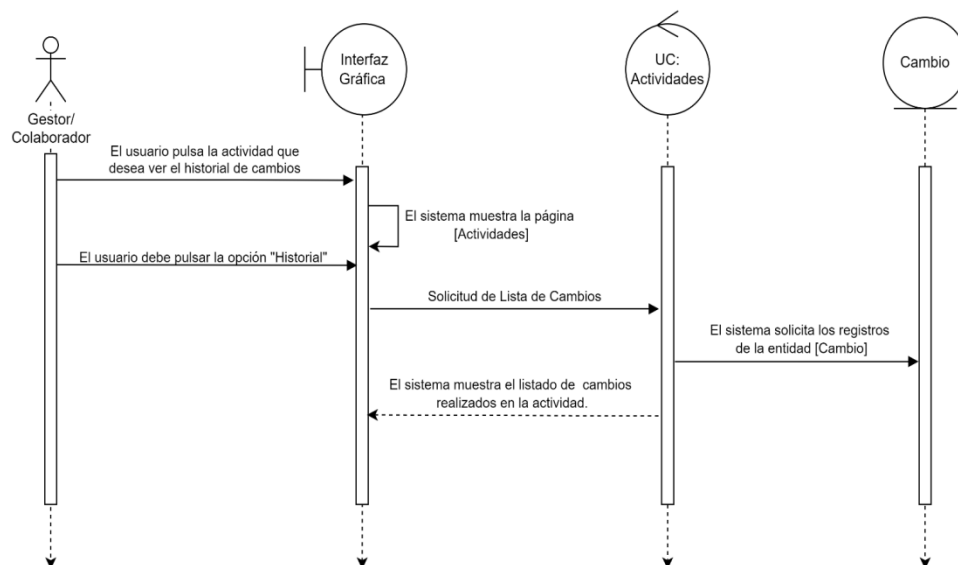 Interfaz
Gráfica
UC:
Actividades
Cambio
Gestor/
Colaborador
El usuario pulsa la actividad que
desea ver el historial de cambios
El sistema muestra la página
[Actividades]
El usuario debe pulsar la opción "Historial"
Solicitud de Lista de Cambios
El sistema solicita los registros
de la entidad [Cambio]
El sistema muestra el listado de cambios
realizados en la actividad.